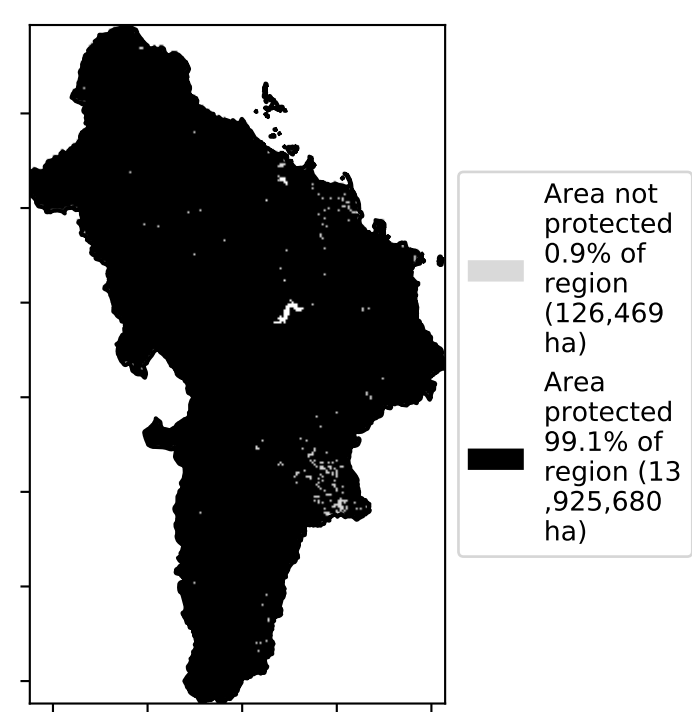 Area not
protected
0.9% of
region
(126,469
ha)
Area
protected
99.1% of
region (13
,925,680
ha)